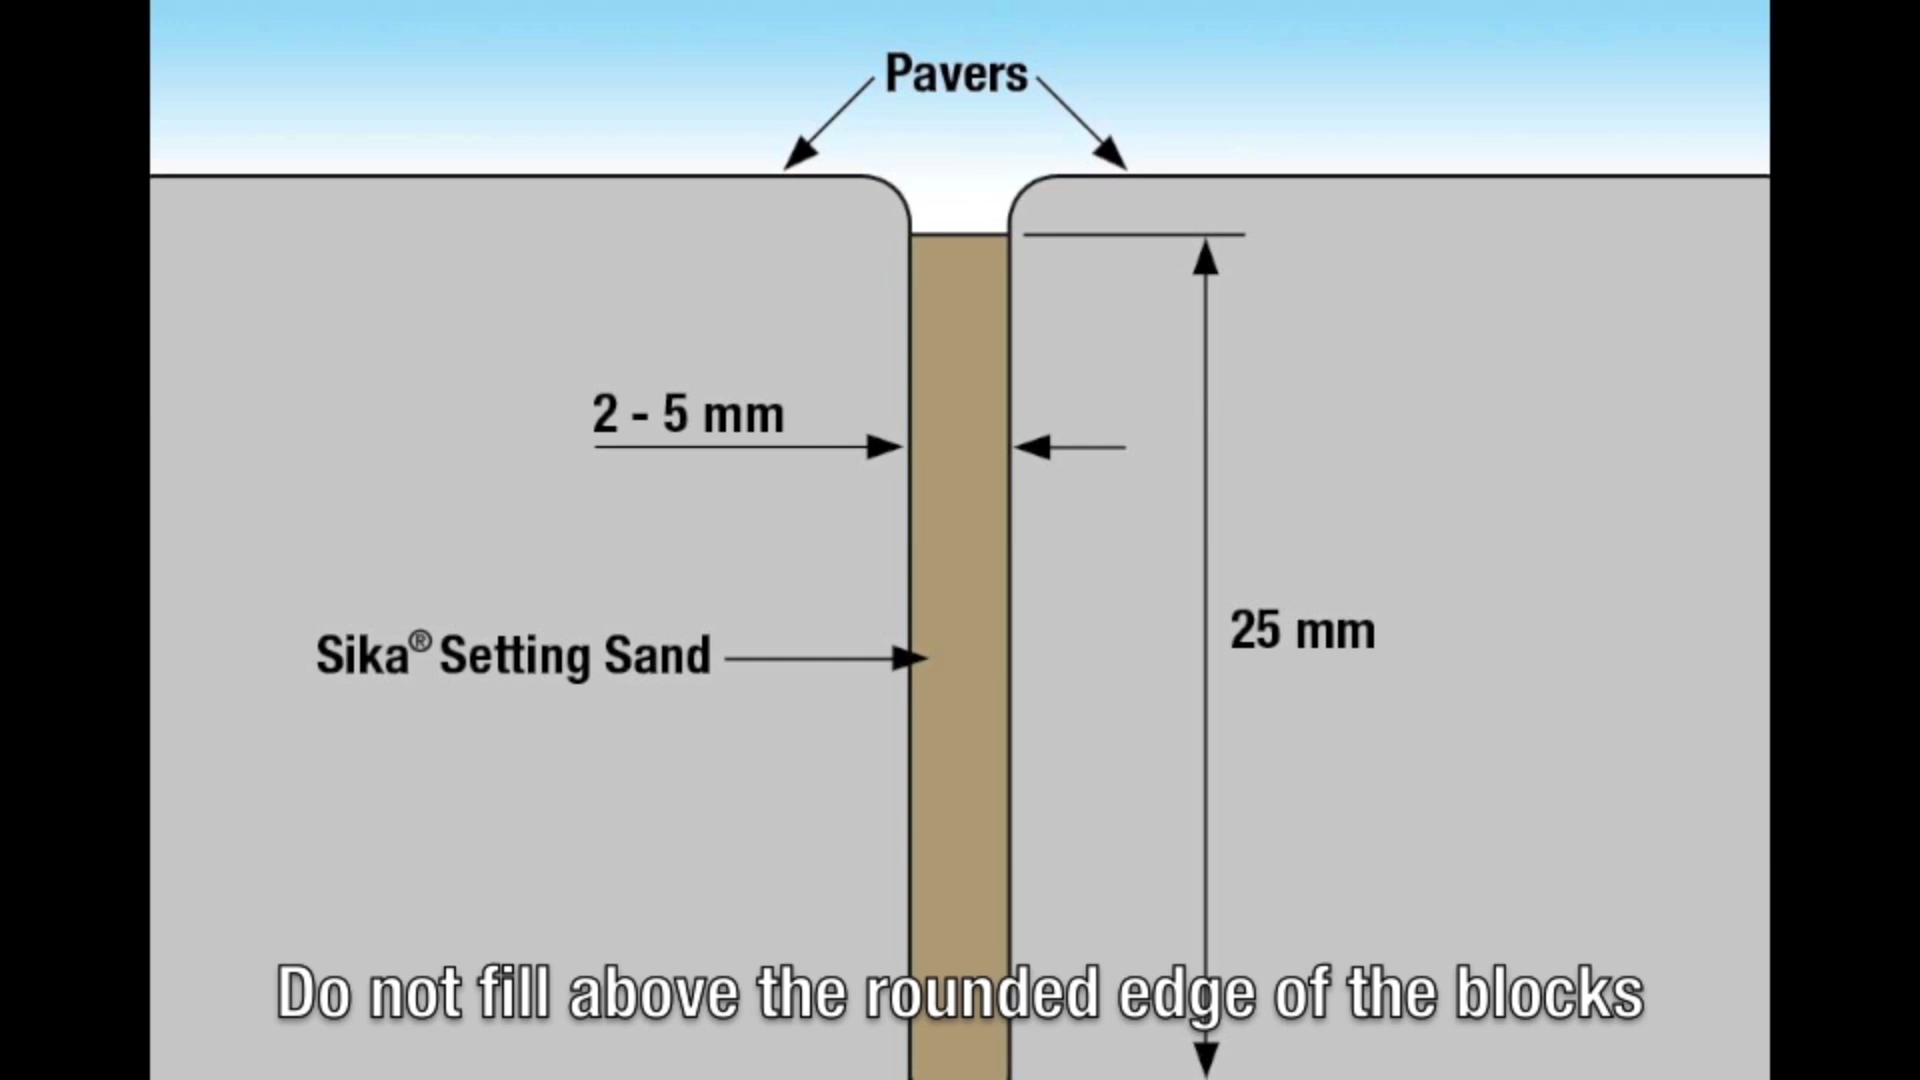 Pavers
2 - 5 mm
25 mm
Sika® Setting Sand
Do not fill above the rounded edge of the blocks